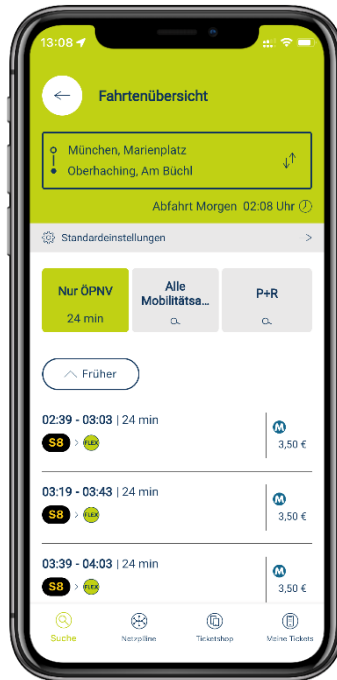 13:08
Fahrtenübersicht
München, Marienplatz
Oberhaching, Am Büchl
Abfahrt Morgen 02:08 Uhr
Standardeinstellungen >
Nur ÖPNV
24 min
Alle
Mobilitätsa...
P+R
Früher
02:39 - 03:03 | 24 min
M
S8 > FLEX
3,50 €
03:19 - 03:43 | 24 min
M
S8 > FLEX
3,50 €
03:39 - 04:03 | 24 min
M
S8 > FLEX
3,50 €
Suche
Netzpläne
Ticketshop
Meine Tickets